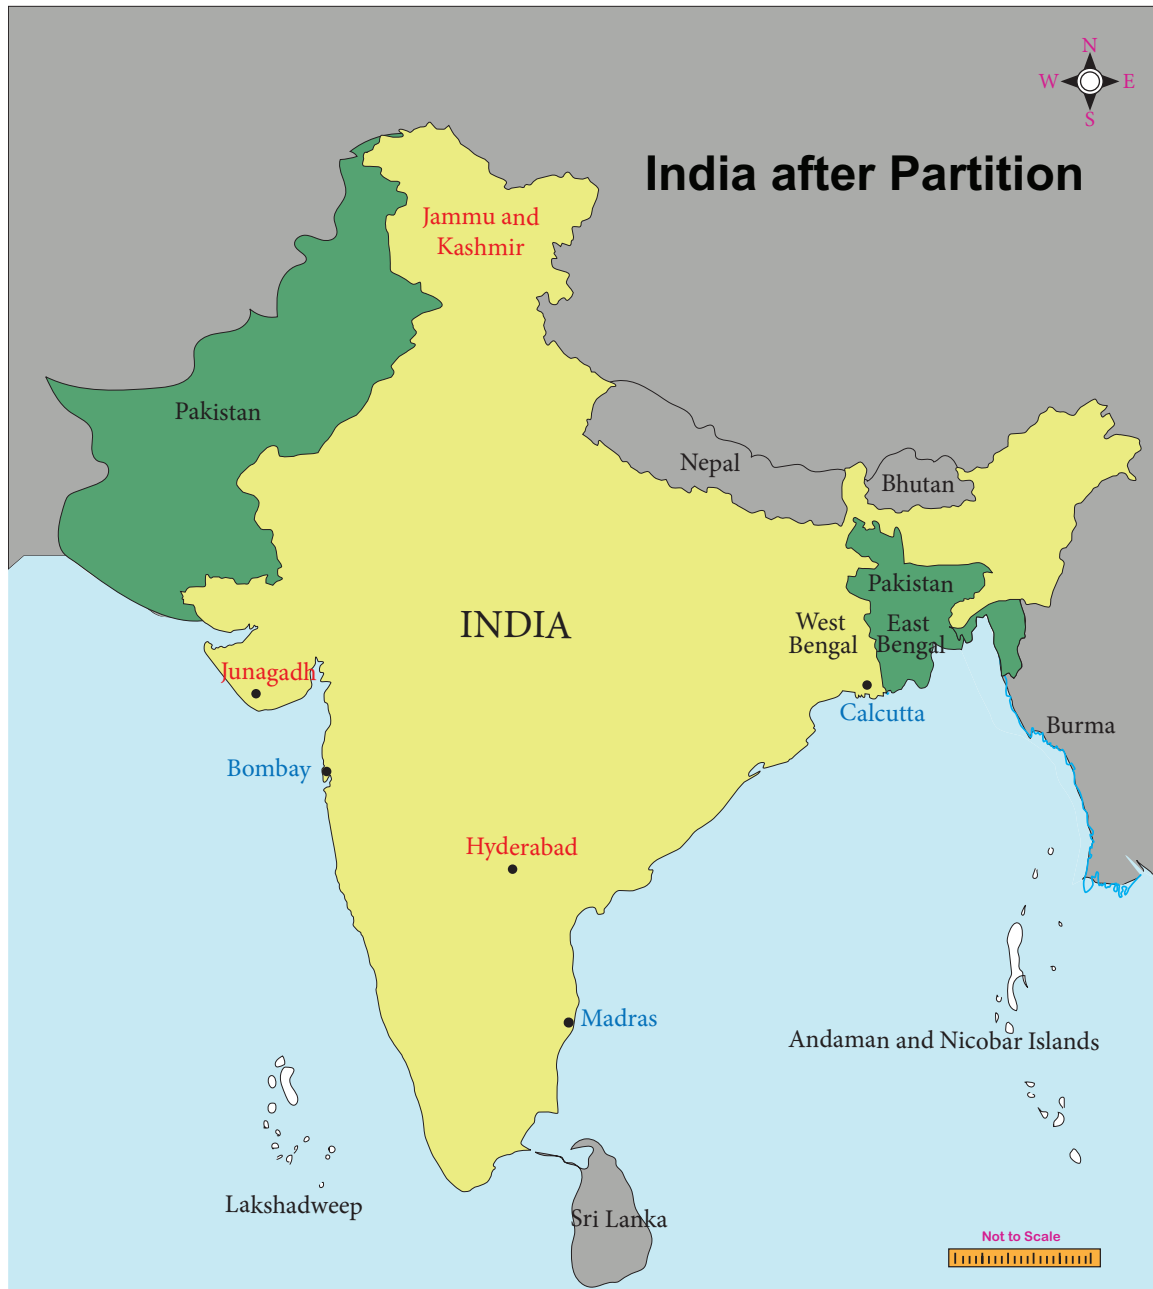 N
W E
S
India after Partition
Jammu and
Kashmir
Pakistan
Nepal
Bhutan
Pakistan
INDIA
West
Bengal
East
Bengal
Junagadh
Calcutta
Burma
Bombay
Hyderabad
Madras
Andaman and Nicobar Islands
Lakshadweep
Sri Lanka
Not to Scale